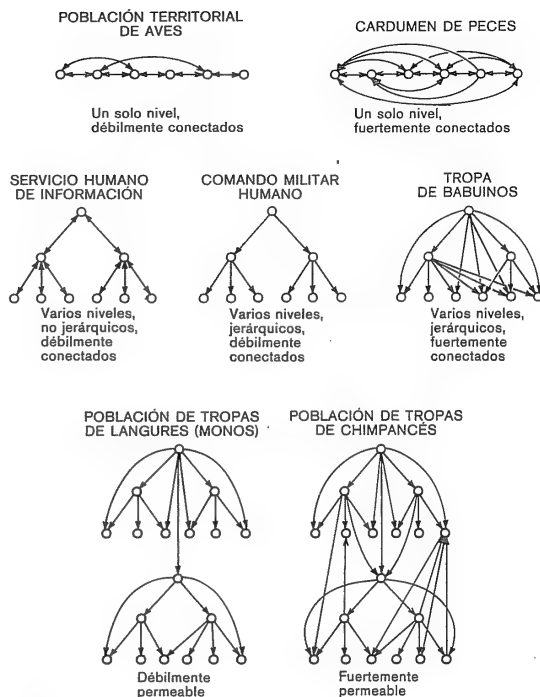 POBLACIÓN TERRITORIAL
DE AVES
Un solo nivel,
débilmente conectados
CARDUMEN DE PECES
Un solo nivel,
fuertemente conectados
SERVICIO HUMANO
DE INFORMACIÓN
Varios niveles,
no jerárquicos,
débilmente
conectados
COMANDO MILITAR
HUMANO
Varios niveles,
jerárquicos,
débilmente
conectados
TROPA
DE BABUINOS
Varios niveles,
jerárquicos,
fuertemente
conectados
POBLACIÓN DE TROPAS
DE LANGURES (MONOS)
Débilmente
permeable
POBLACIÓN DE TROPAS
DE CHIMPANCÉS
Fuertemente
permeable